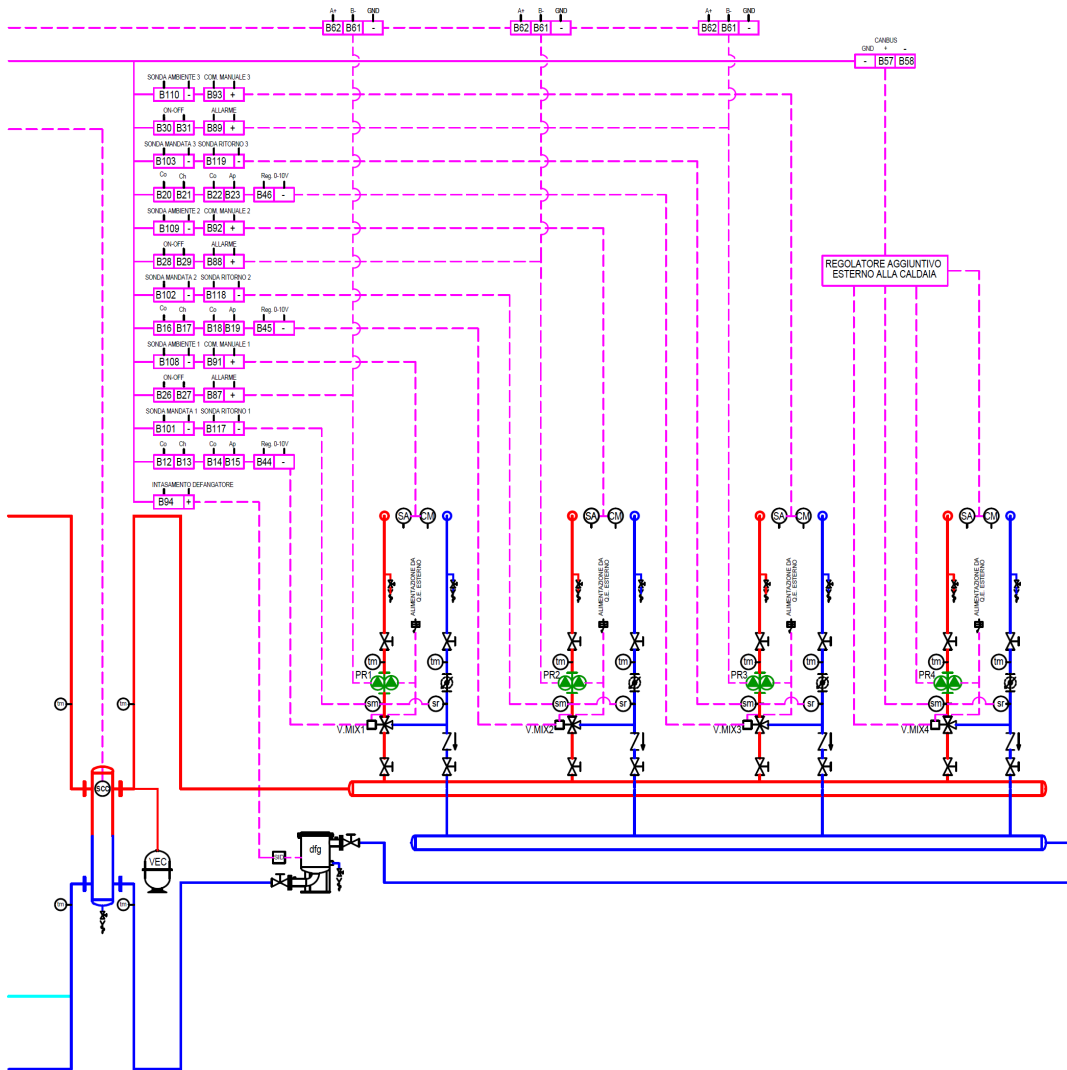 A+ B- GND
B62 B61 -
A+ B- GND
B62 B61 -
A+ B- GND
B62 B61 -
CANBUS
GND + -
- B57 B58
SONDA AMBIENTE 3 COM. MANUALE 3
B110 - B93 +
ON-OFF ALLARME
B30 B31 B89 +
SONDA MANDATA 3 SONDA RITORNO 3
B103 - B119 -
Co Ch Co Ap Reg. 0-10V
B20 B21 B22 B23 B46 -
SONDA AMBIENTE 2 COM. MANUALE 2
B109 - B92 +
ON-OFF ALLARME
B28 B29 B88 +
SONDA MANDATA 2 SONDA RITORNO 2
B102 - B118 -
Co Ch Co Ap Reg. 0-10V
B16 B17 B18 B19 B45 -
SONDA AMBIENTE 1 COM. MANUALE 1
B108 - B91 +
ON-OFF ALLARME
B26 B27 B87 +
SONDA MANDATA 1 SONDA RITORNO 1
B101 - B117 -
Co Ch Co Ap Reg. 0-10V
B12 B13 B14 B15 B44 -
INTASAMENTO DEFANGATORE
B94 +
REGOLATORE AGGIUNTIVO
ESTERNO ALLA CALDAIA
SA CM SA CM SA CM SA CM
ALIMENTAZIONE DA
Q.E. ESTERNO
ALIMENTAZIONE DA
Q.E. ESTERNO
ALIMENTAZIONE DA
Q.E. ESTERNO
ALIMENTAZIONE DA
Q.E. ESTERNO
tm tm tm tm tm tm tm tm
PR1 PR2 PR3 PR4
sm sr sm sr sm sr sm sr
V.MIX1 V.MIX2 V.MIX3 V.MIX4
tm tm
sco
VEC
dfg
tm tm